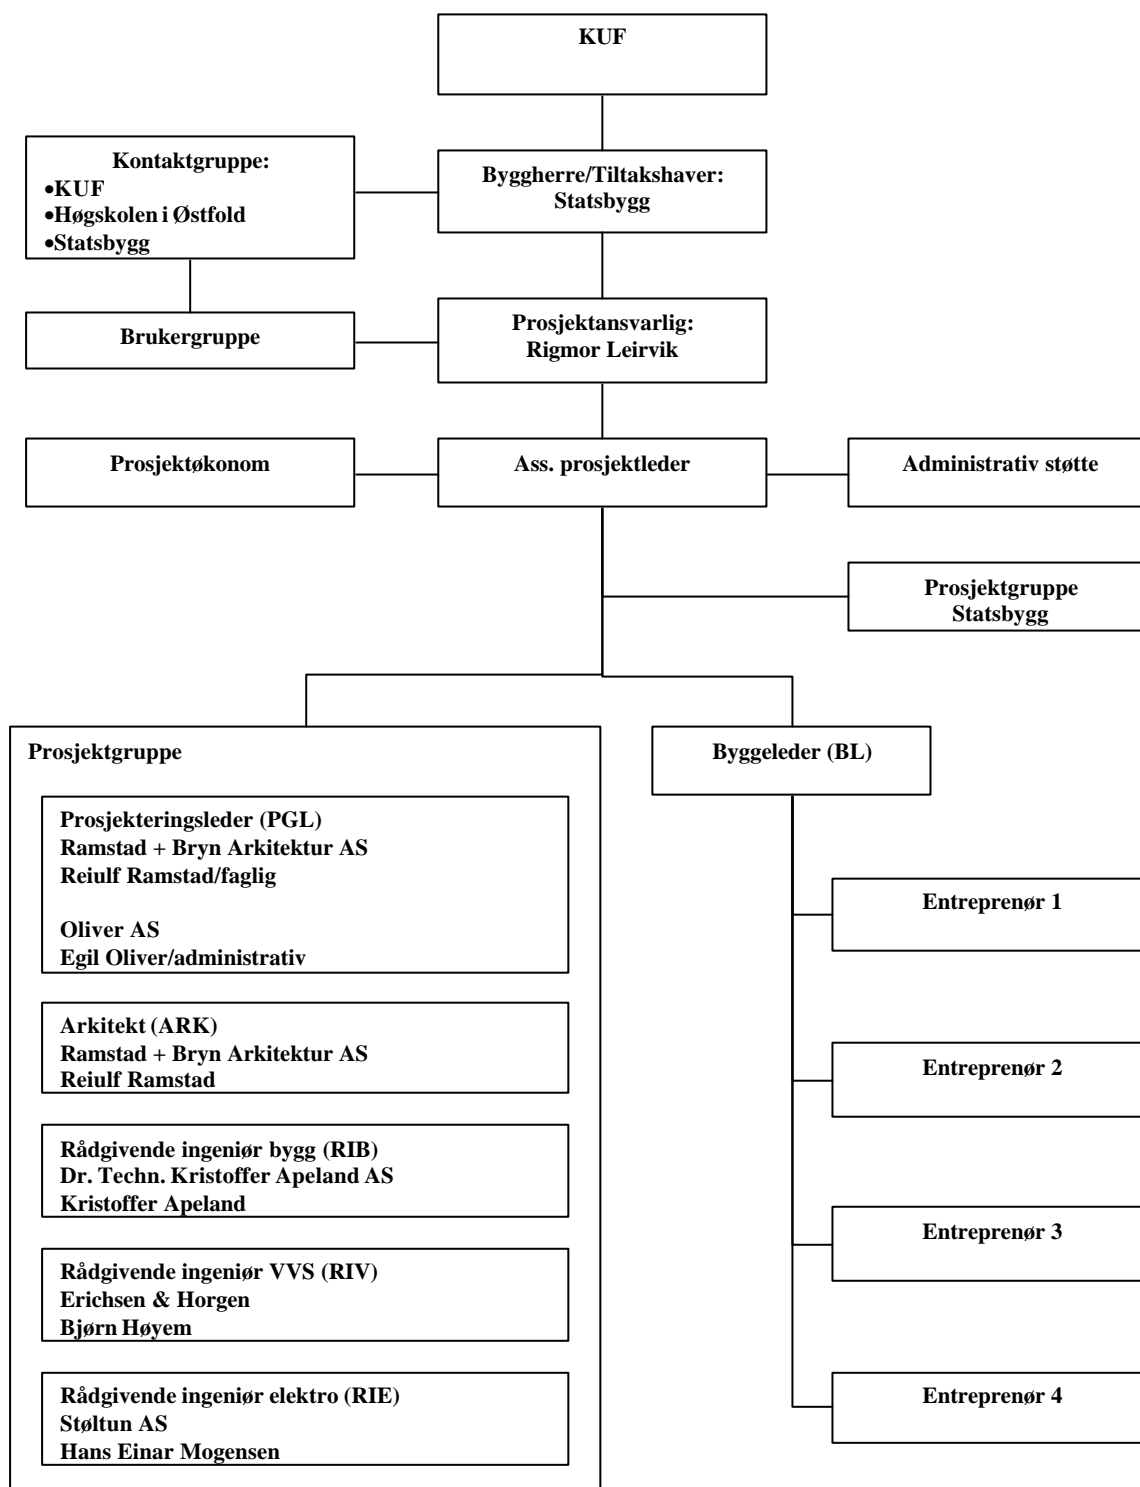 KUF
Kontaktgruppe:
•KUF
•Høgskolen i Østfold
•Statsbygg
Byggherre/Tiltakshaver:
Statsbygg
Brukergruppe
Prosjektansvarlig:
Rigmor Leirvik
Prosjektøkonom
Ass. prosjektleder
Administrativ støtte
Prosjektgruppe
Statsbygg
Prosjektgruppe
Prosjekteringsleder (PGL)
Ramstad + Bryn Arkitektur AS
Reiulf Ramstad/faglig
Oliver AS
Egil Oliver/administrativ
Arkitekt (ARK)
Ramstad + Bryn Arkitektur AS
Reiulf Ramstad
Rådgivende ingeniør bygg (RIB)
Dr. Techn. Kristoffer Apeland AS
Kristoffer Apeland
Rådgivende ingeniør VVS (RIV)
Erichsen & Horgen
Bjørn Høyem
Rådgivende ingeniør elektro (RIE)
Støltun AS
Hans Einar Mogensen
Byggeleder (BL)
Entreprenør 1
Entreprenør 2
Entreprenør 3
Entreprenør 4